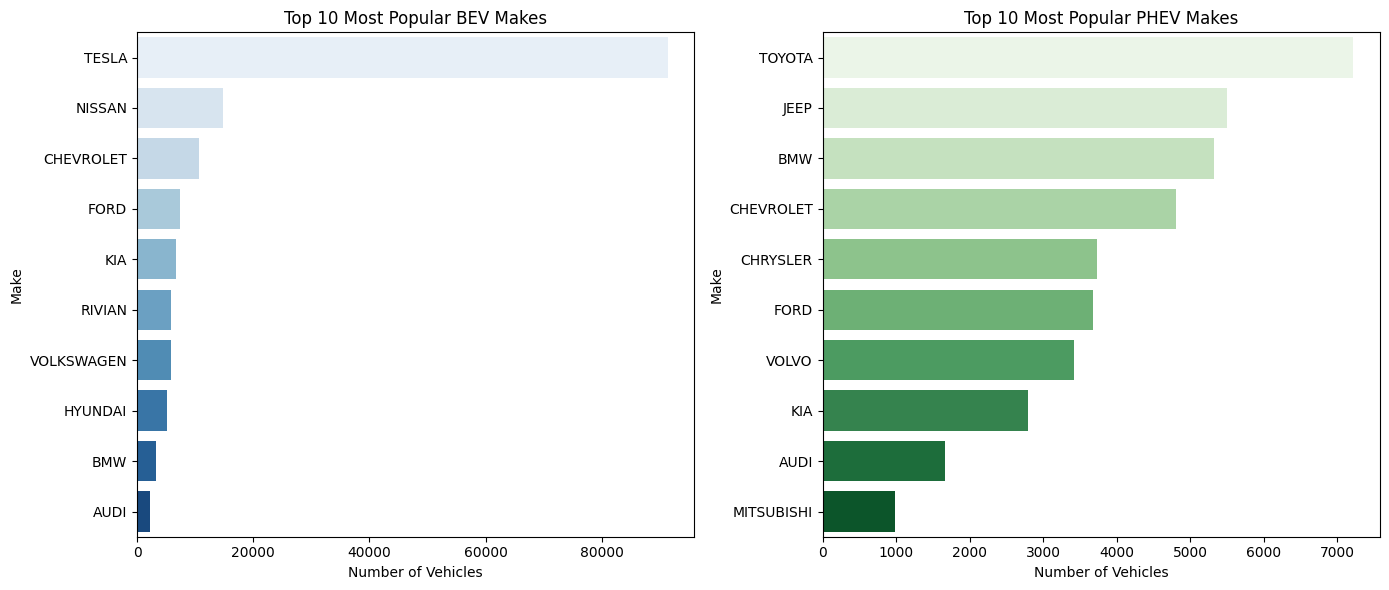 Top 10 Most Popular BEV Makes
TESLA
NISSAN
CHEVROLET
FORD
KIA
RIVIAN
VOLKSWAGEN
HYUNDAI
BMW
AUDI
Make
0 20000 40000 60000 80000
Number of Vehicles
Top 10 Most Popular PHEV Makes
TOYOTA
JEEP
BMW
CHEVROLET
CHRYSLER
FORD
VOLVO
KIA
AUDI
MITSUBISHI
Make
0 1000 2000 3000 4000 5000 6000 7000
Number of Vehicles